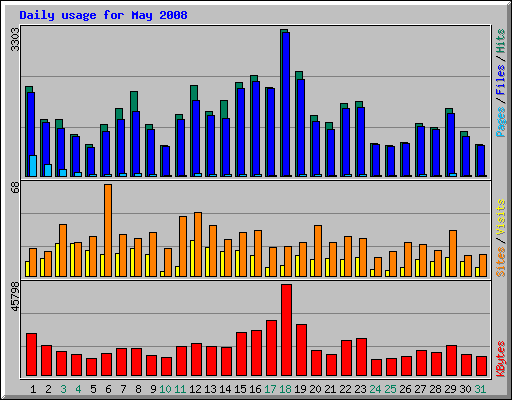 Daily usage for May 2008
3303
Pages / Files / Hits
68
Sites / Visits
45798
KBytes
1 2 3 4 5 6 7 8 9 10 11 12 13 14 15 16 17 18 19 20 21 22 23 24 25 26 27 28 29 30 31